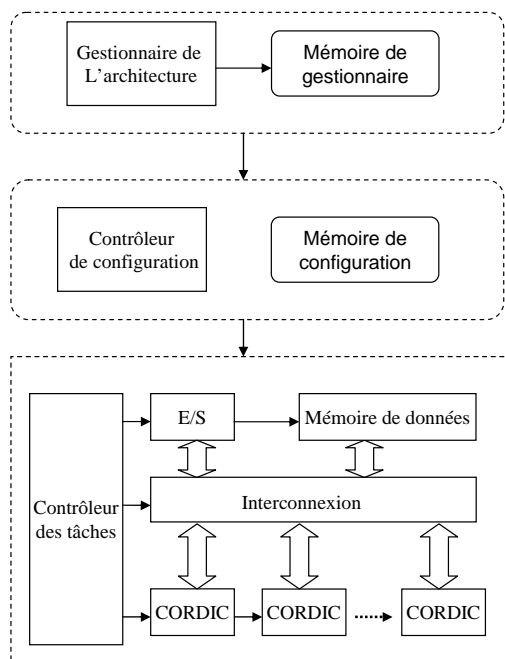 Gestionnaire de
L'architecture
Mémoire de
gestionnaire
Contrôleur
de configuration
Mémoire de
configuration
E/S
Mémoire de données
Contrôleur
des tâches
Interconnexion
CORDIC
CORDIC
CORDIC